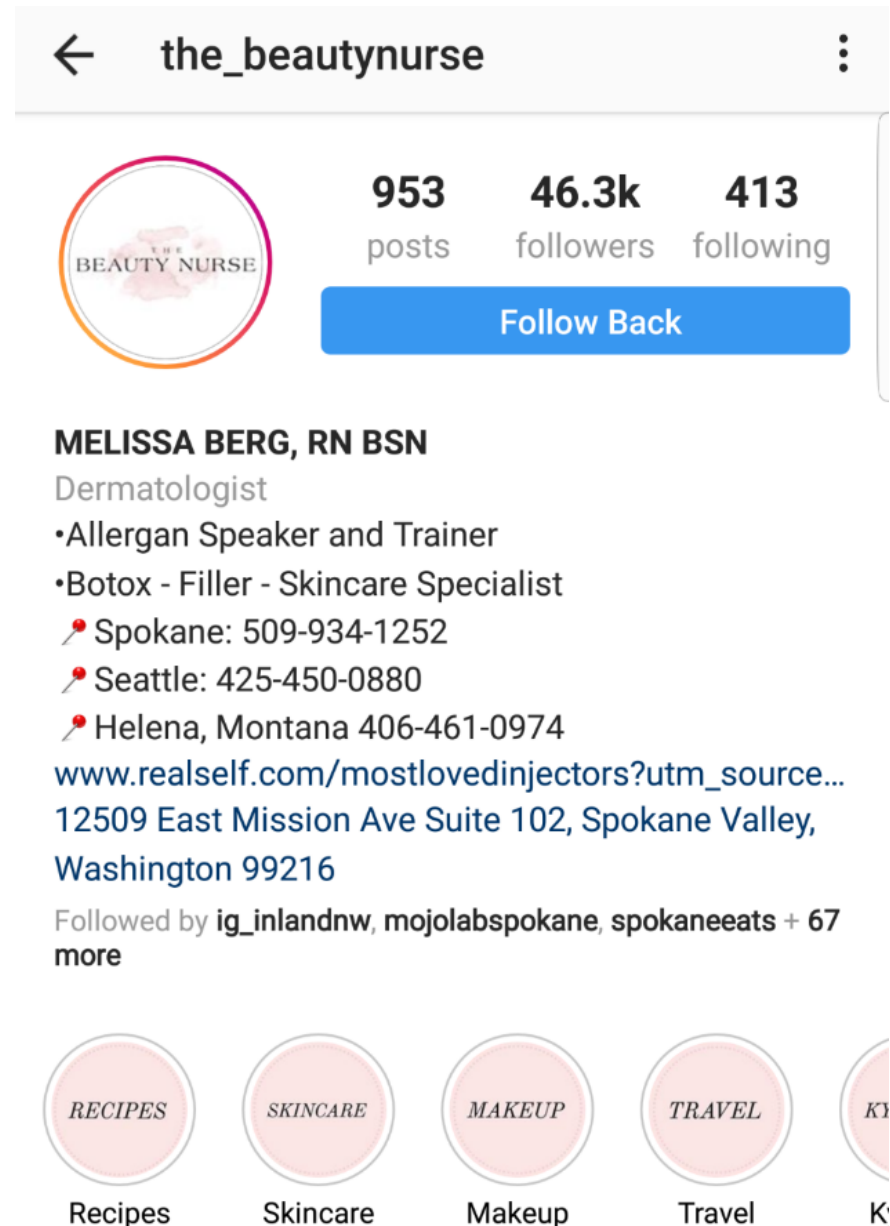 the_beautynurse
THE
BEAUTY NURSE
953 46.3k 413
posts followers following
Follow Back
MELISSA BERG, RN BSN
Dermatologist
•Allergan Speaker and Trainer
•Botox - Filler - Skincare Specialist
📍Spokane: 509-934-1252
📍Seattle: 425-450-0880
📍Helena, Montana 406-461-0974
www.realself.com/mostlovedinjectors?utm_source...
12509 East Mission Ave Suite 102, Spokane Valley,
Washington 99216
Followed by ig_inlandnw, mojolabspokane, spokaneeats + 67
more
RECIPES SKINCARE MAKEUP TRAVEL
Recipes Skincare Makeup Travel